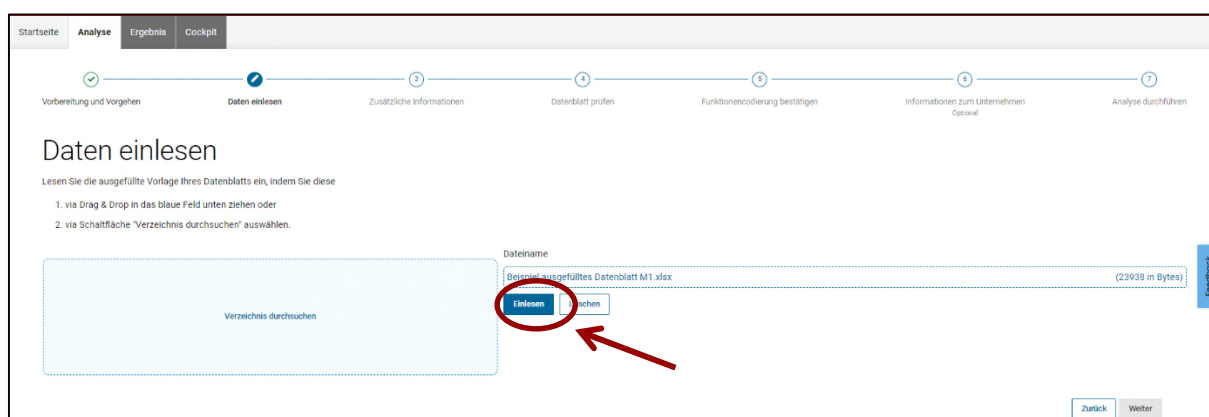 Startseite Analyse Ergebnis Cockpit
3 4 5 6 7
Vorbereitung und Vorgehen Daten einlesen Zusätzliche Informationen Datenblatt prüfen Funktionencodierung bestätigen Informationen zum Unternehmen Analyse durchführen
Optional
Daten einlesen
Lesen Sie die ausgefüllte Vorlage Ihres Datenblatts ein, indem Sie diese
1. via Drag & Drop in das blaue Feld unten ziehen oder
2. via Schaltfläche "Verzeichnis durchsuchen" auswählen.
Dateiname
Beispiel ausgefülltes Datenblatt M1.xlsx (23938 in Bytes)
Einlesen Löschen
Verzeichnis durchsuchen
Feedback
Zurück Weiter